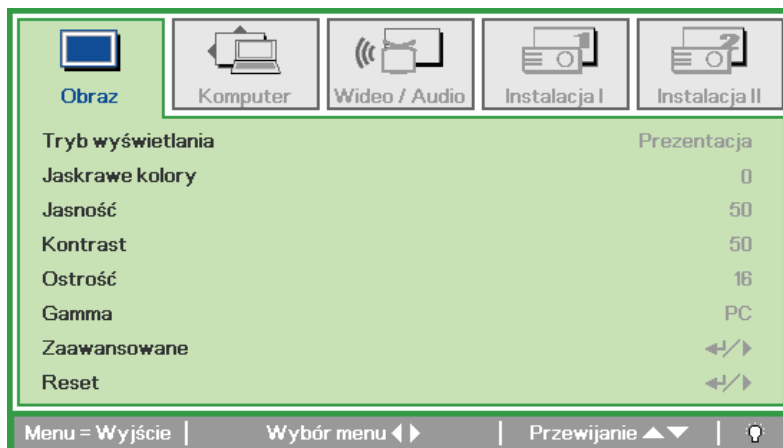 Obraz Komputer Wideo / Audio Instalacja I Instalacja II
Tryb wyświetlania Prezentacja
Jaskrawe kolory 0
Jasność 50
Kontrast 50
Ostrość 16
Gamma PC
Zaawansowane ↵/▶
Reset ↵/▶
Menu = Wyjście | Wybór menu ◀▶ | Przewijanie ▲▼ |